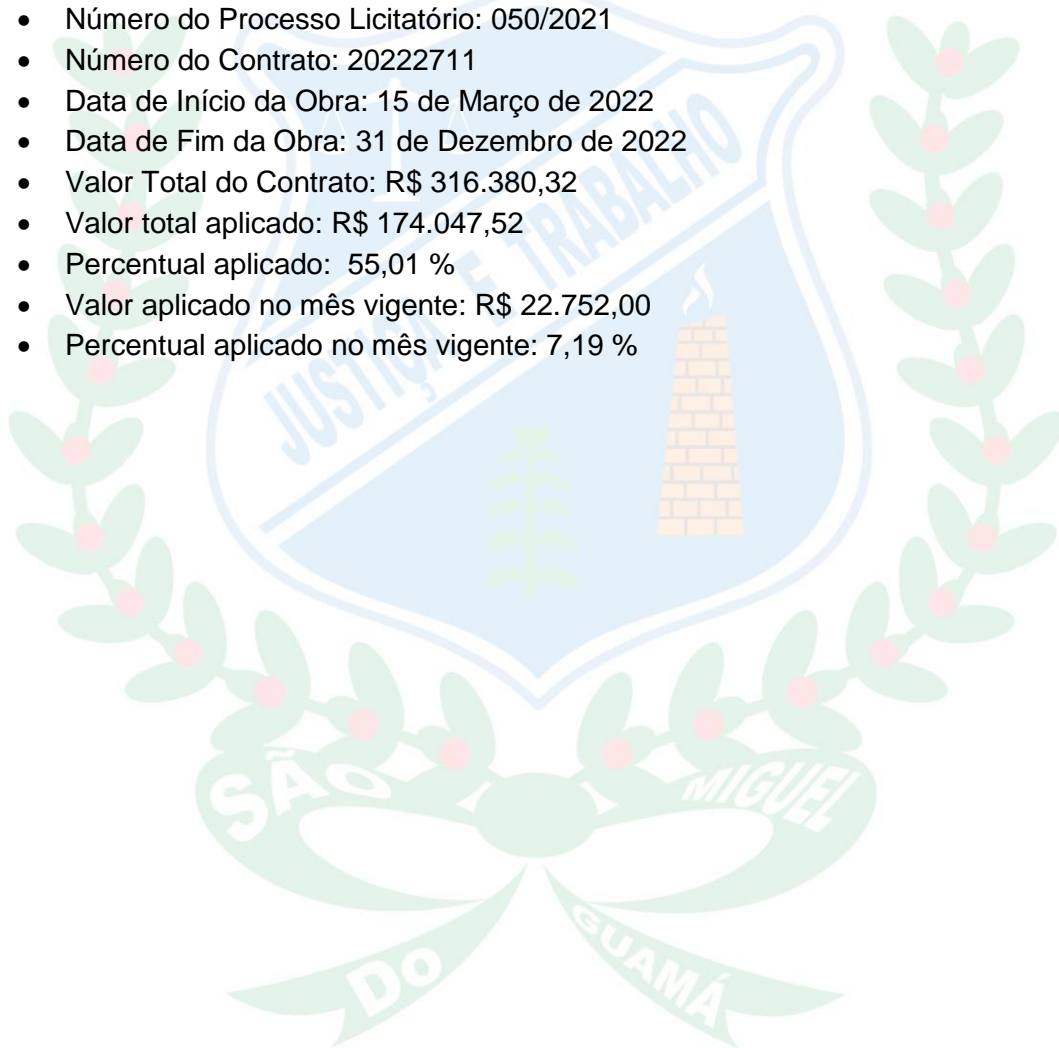 • Número do Processo Licitatório: 050/2021
• Número do Contrato: 20222711
• Data de Início da Obra: 15 de Março de 2022
• Data de Fim da Obra: 31 de Dezembro de 2022
• Valor Total do Contrato: R$ 316.380,32
• Valor total aplicado: R$ 174.047,52
• Percentual aplicado:  55,01 %
• Valor aplicado no mês vigente: R$ 22.752,00
• Percentual aplicado no mês vigente: 7,19 %
JUSTIÇA E TRABALHO
SÃO MIGUEL
DO GUAMÁ